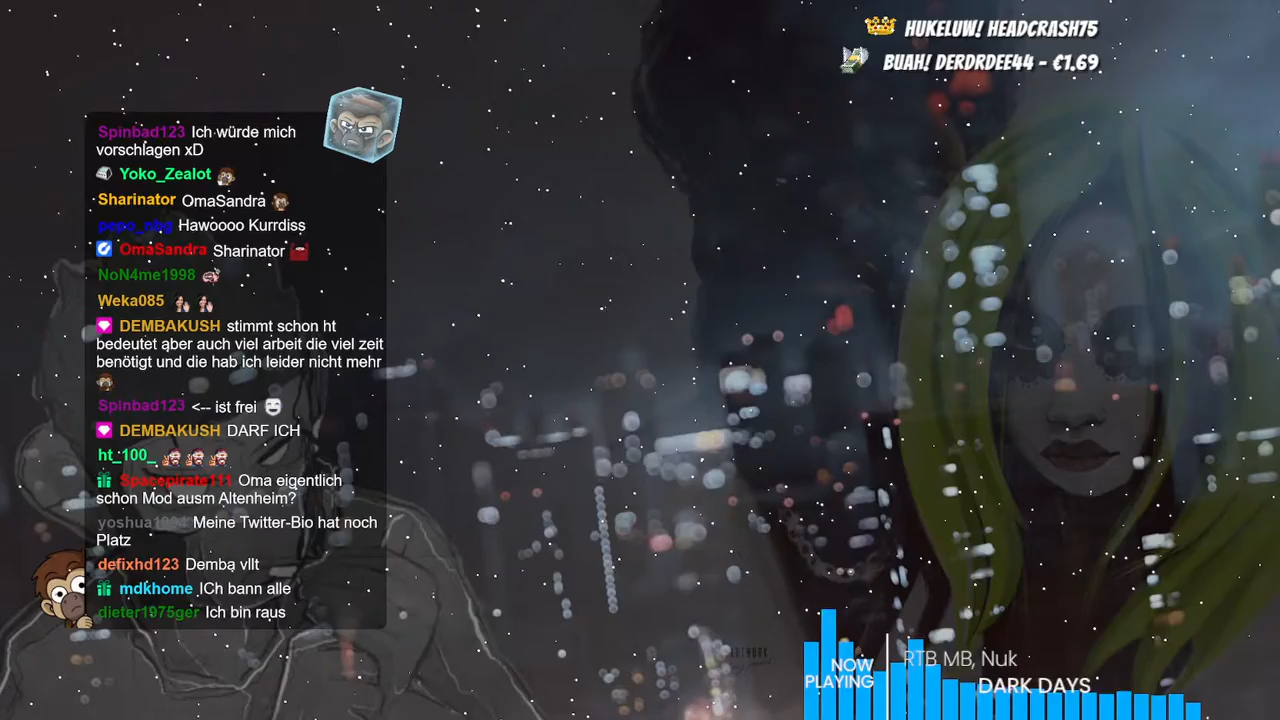 HUKELUW! HEADCRASH75
BUAH! DERDRDEE44 - €1.69
Spinbad123 Ich würde mich
vorschlagen xD
Yoko_Zealot
Sharinator OmaSandra
pepo_nbg Hawoooo Kurrdiss
OmaSandra Sharinator
NoN4me1998
Weka085
DEMBAKUSH stimmt schon ht
bedeutet aber auch viel arbeit die viel zeit
benötigt und die hab ich leider nicht mehr
Spinbad123 <-- ist frei
DEMBAKUSH DARF ICH
ht_100_
Spacepirate111 Oma eigentlich
schon Mod ausm Altenheim?
Meine Twitter-Bio hat noch
Platz
defixhd123 Demba vllt
mdkhome ICh bann alle
dieter1975ger Ich bin raus
NOW
PLAYING
RTB MB, Nuk
DARK DAYS